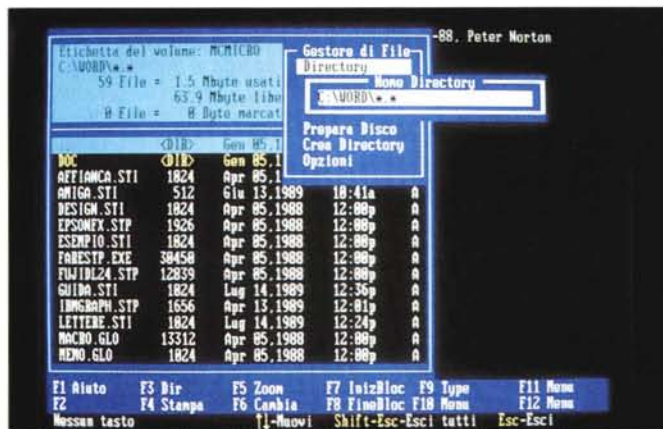 -88. Peter Norton
Etichetta del volume: MCMICRO
C:\WORD\*.*
59 File = 1.5 Mbyte usati
63.9 Mbyte libe
0 File = 0 Byte marcat
Gestore di File
Directory
Nome Directory
C:\WORD\*.*
Prepara Disco
Crea Directory
Opzioni
.. <DIR> Gen 05,1
DOC <DIR> Gen 05,1
AFFIANCA.STI 1024 Apr 05,1
AMIGA.STI 512 Giu 13,1989 10:41a A
DESIGN.STI 1024 Apr 05,1988 12:00p A
EPSONFX.STP 1926 Apr 05,1988 12:00p A
ESEMPIO.STI 1024 Apr 05,1988 12:00p A
FABESTP.EXE 38450 Apr 05,1988 12:00p A
FUJIDL24.STP 12839 Apr 05,1988 12:00p A
GUIDA.STI 1024 Lug 14,1989 12:36p A
IBMGRAPH.STP 1656 Apr 13,1989 12:01p A
LETTERE.STI 1024 Lug 14,1989 12:24p A
MACRO.GLO 13312 Apr 05,1988 12:00p A
MEMO.GLO 1024 Apr 05,1988 12:00p A
F1 Aiuto F3 Dir F5 Zoom F7 InizBloc F9 Type F11 Menu
F2 F4 Stampa F6 Cambia F8 FineBloc F10 Menu F12 Menu
Nessun tasto ↑↓-Muovi Shift-Esc-Esci tutti Esc-Esci